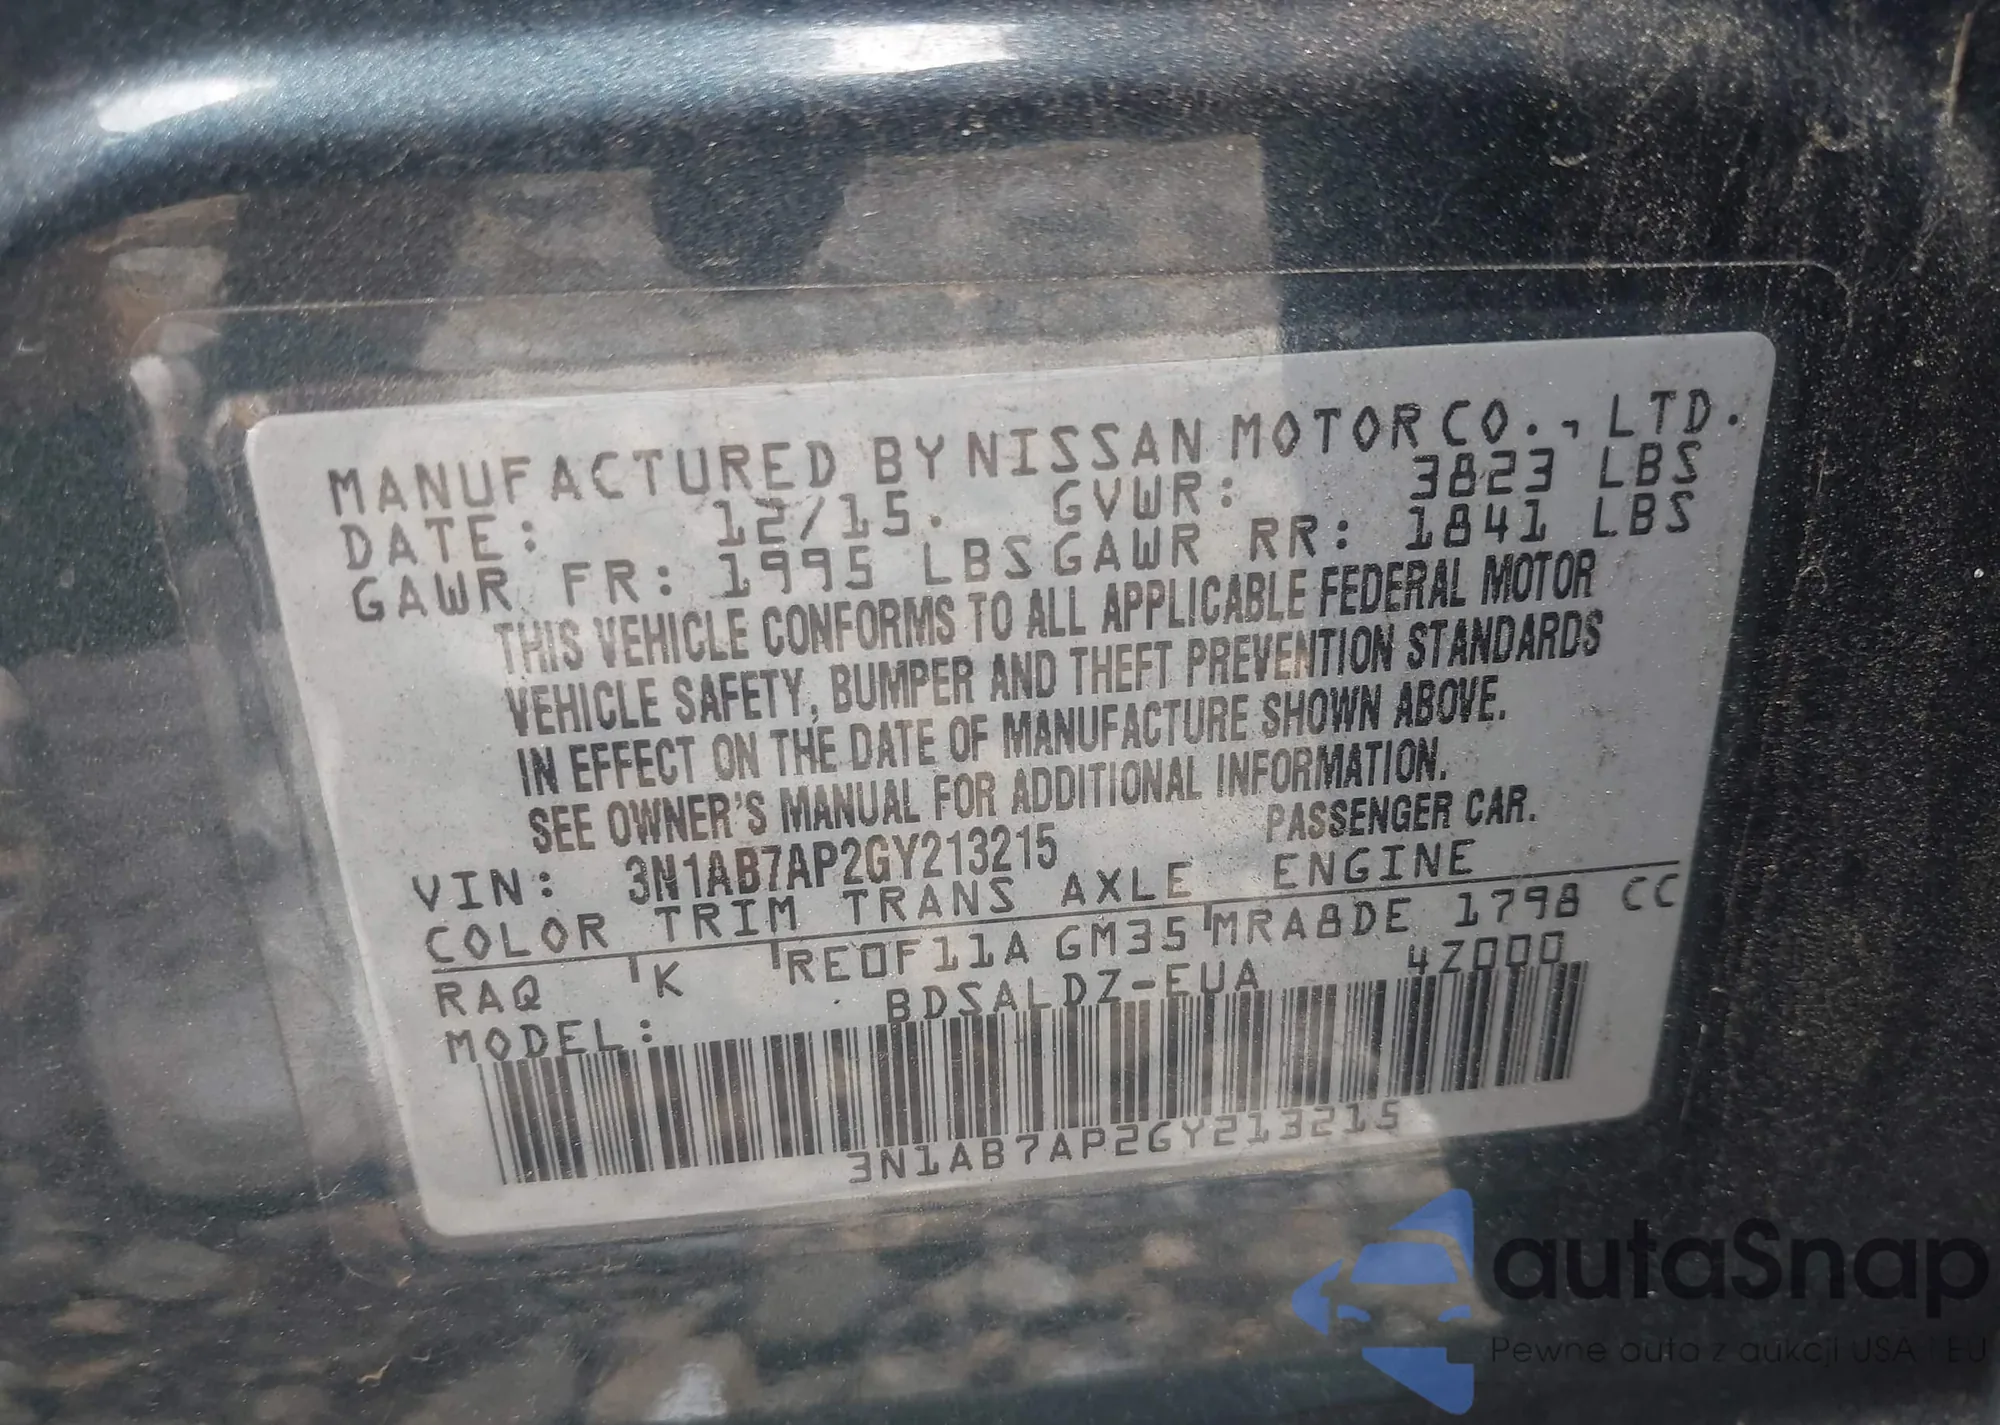 MANUFACTURED BY NISSAN MOTOR CO., LTD.
DATE: 12/15. GVWR: 3823 LBS
GAWR FR: 1995 LBS GAWR RR: 1841 LBS
THIS VEHICLE CONFORMS TO ALL APPLICABLE FEDERAL MOTOR
VEHICLE SAFETY, BUMPER AND THEFT PREVENTION STANDARDS
IN EFFECT ON THE DATE OF MANUFACTURE SHOWN ABOVE.
SEE OWNER'S MANUAL FOR ADDITIONAL INFORMATION.
VIN: 3N1AB7AP2GY213215 PASSENGER CAR.
COLOR TRIM TRANS AXLE ENGINE
RAQ K RE0F11A GM35 MRA8DE 1798 CC
MODEL: BDSALDZ-EUA 4Z000
3N1AB7AP2GY213215
autaSnap
Pewne auta z aukcji USA i EU